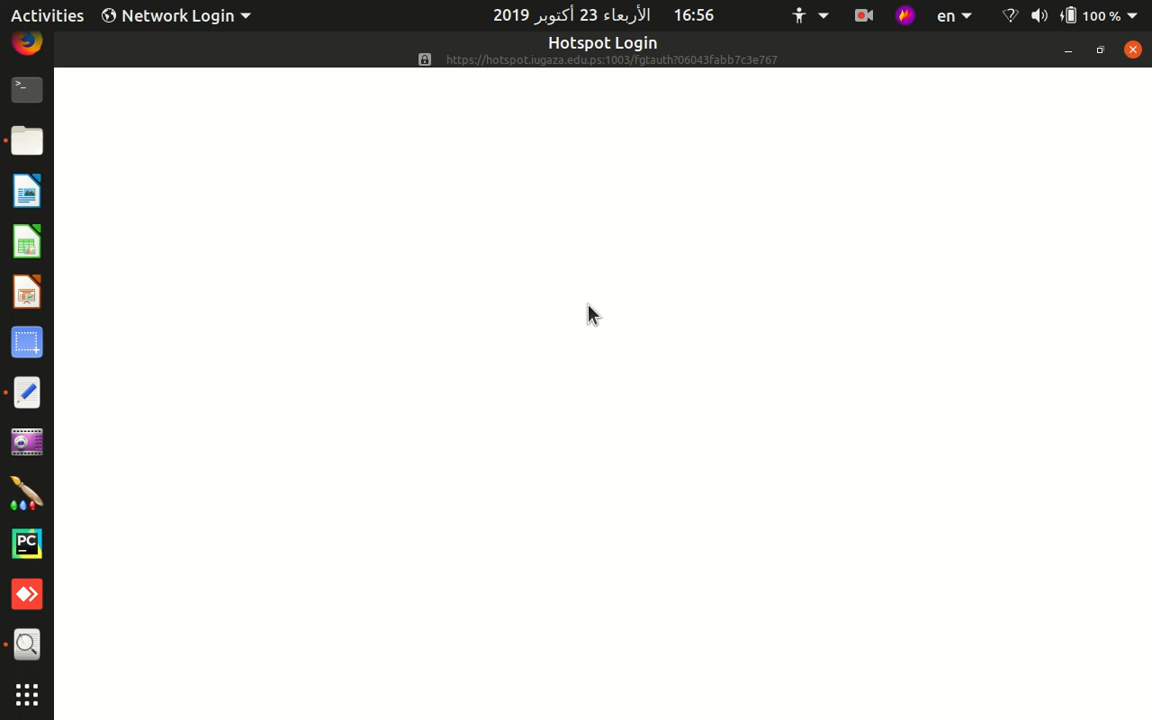 Activities Network Login الأربعاء 23 أكتوبر 2019 16:56 en 100 %
Hotspot Login
https://hotspot.iugaza.edu.ps:1003/fgtauth?06043fabb7c3e767
>_
PC